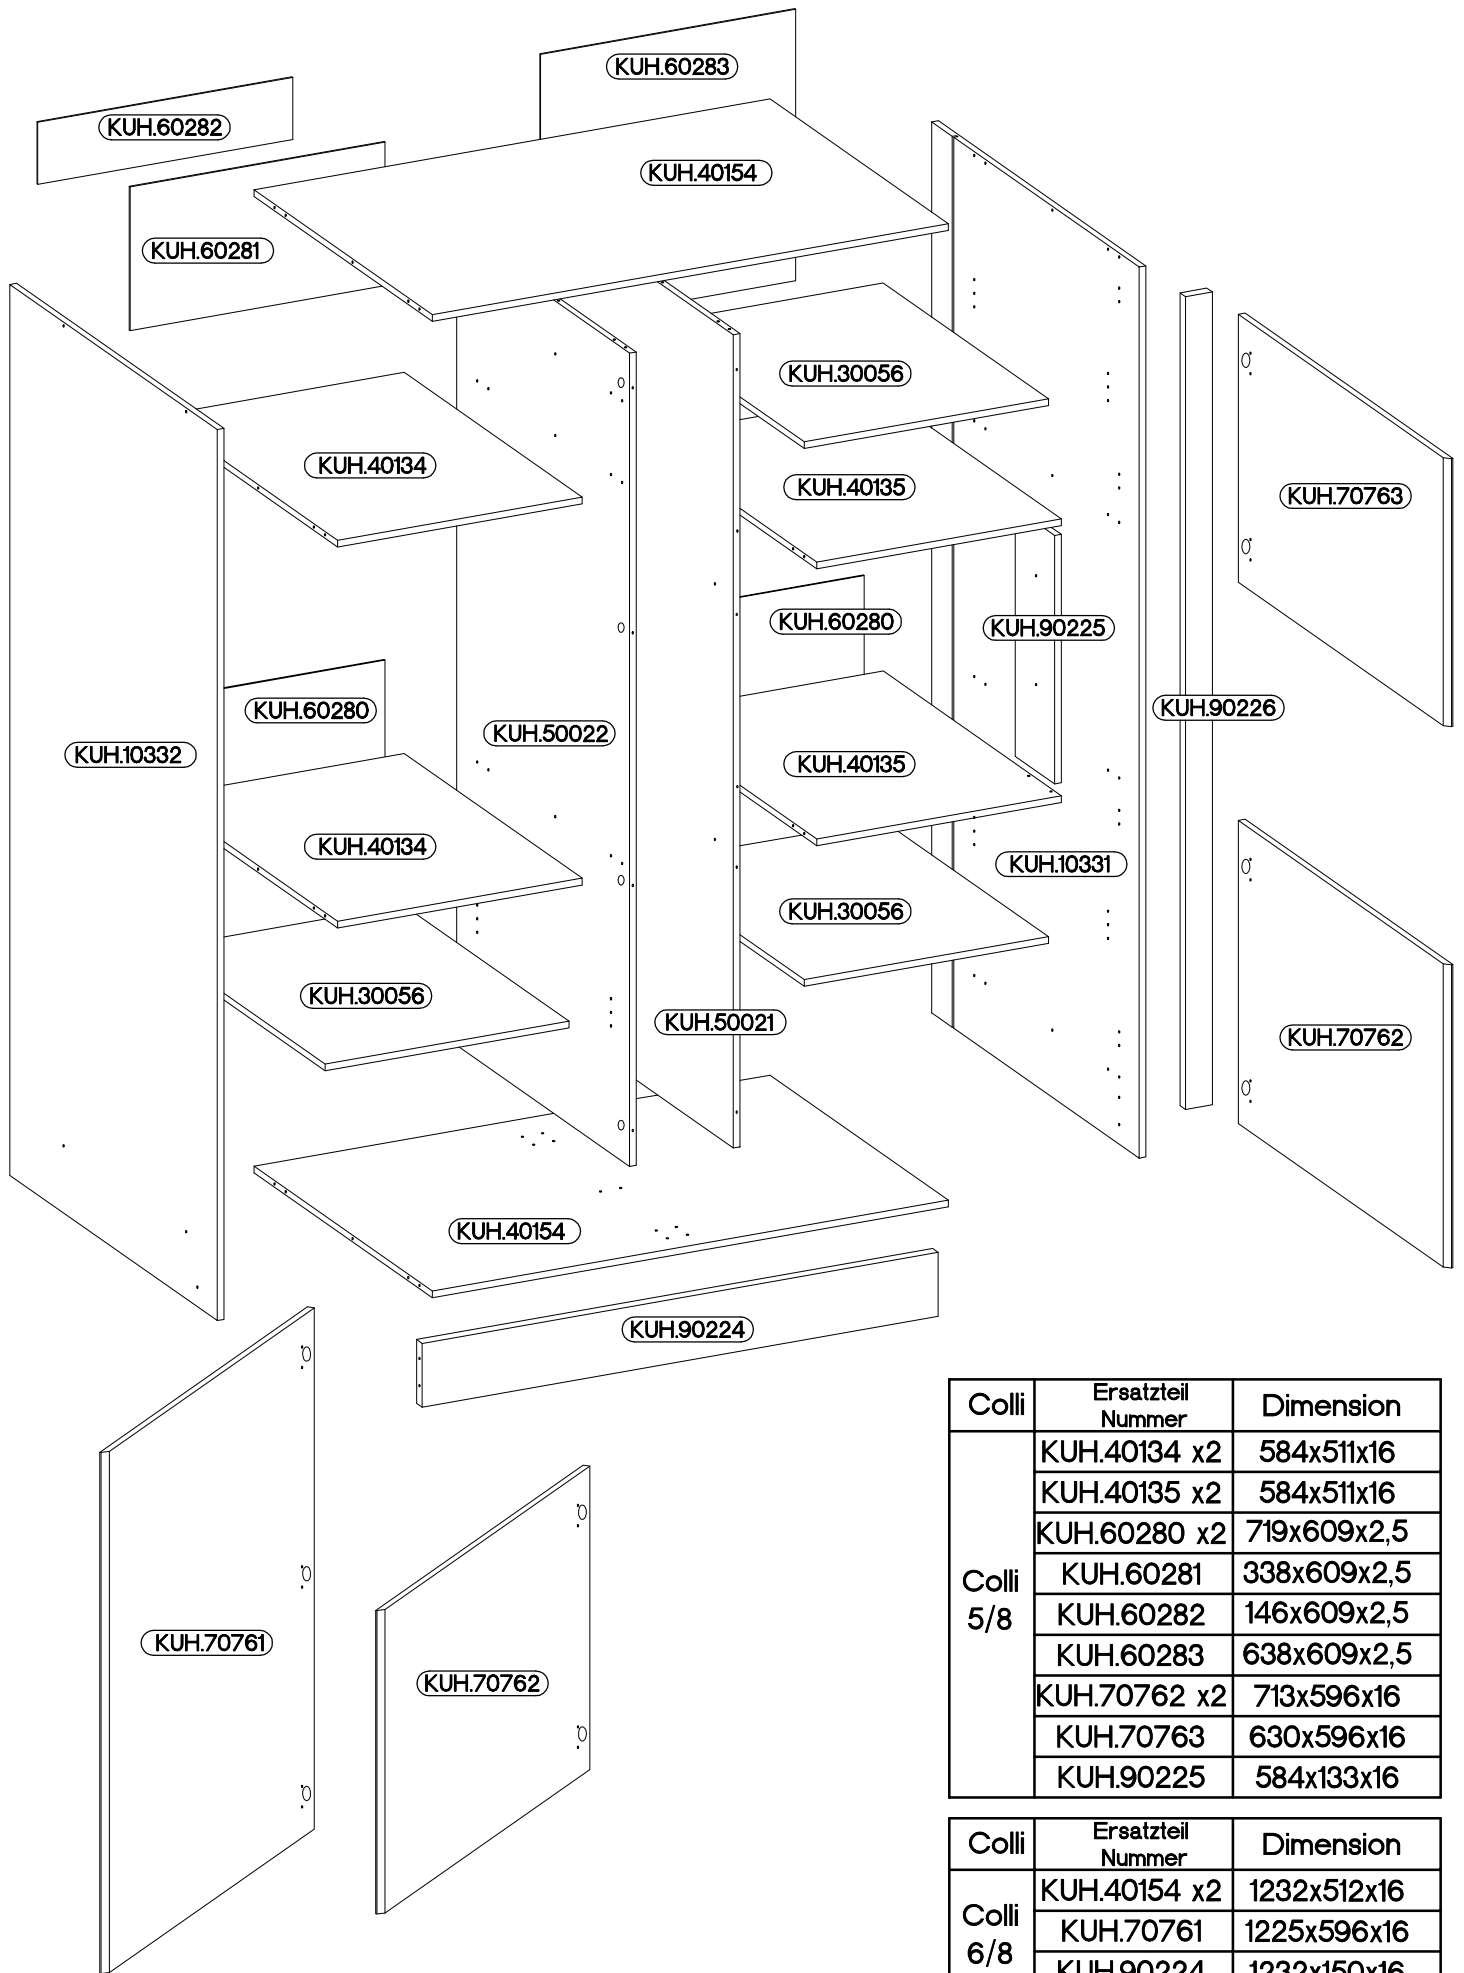 KUH.60283
KUH.60282
KUH.40154
KUH.60281
KUH.30056
KUH.40134
KUH.40135
KUH.70763
KUH.60280
KUH.90225
KUH.60280
KUH.90226
KUH.50022
KUH.10332
KUH.40135
KUH.40134
KUH.10331
KUH.30056
KUH.30056
KUH.50021
KUH.70762
KUH.40154
KUH.90224
KUH.70761
KUH.70762
Colli Ersatzteil Nummer Dimension
Colli 5/8
KUH.40134 x2 584x511x16
KUH.40135 x2 584x511x16
KUH.60280 x2 719x609x2,5
KUH.60281 338x609x2,5
KUH.60282 146x609x2,5
KUH.60283 638x609x2,5
KUH.70762 x2 713x596x16
KUH.70763 630x596x16
KUH.90225 584x133x16
Colli Ersatzteil Nummer Dimension
Colli 6/8
KUH.40154 x2 1232x512x16
KUH.70761 1225x596x16
KUH.90224 1232x150x16